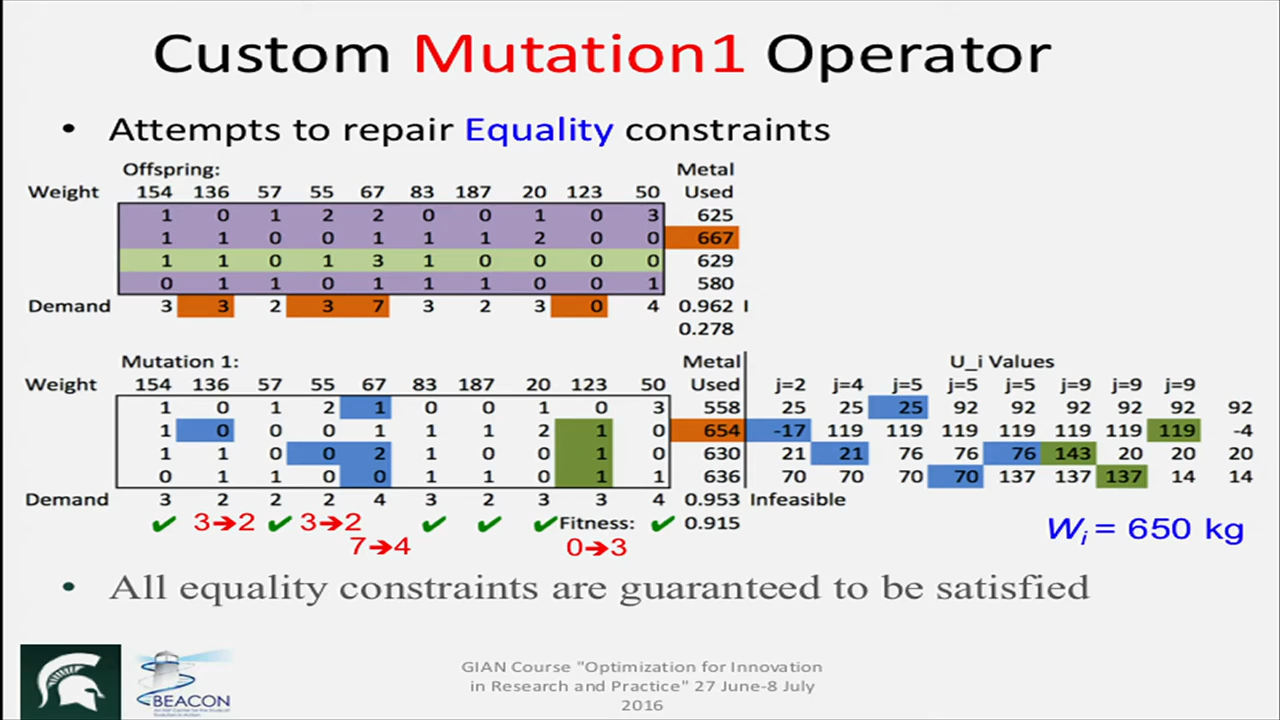 Custom Mutation1 Operator
• Attempts to repair Equality constraints
Offspring: Metal
Weight 154 136 57 55 67 83 187 20 123 50 Used
1 0 1 2 2 0 0 1 0 3 625
1 1 0 0 1 1 1 2 0 0 667
1 1 0 1 3 1 0 0 0 0 629
0 1 1 0 1 1 1 0 0 1 580
Demand 3 3 2 3 7 3 2 3 0 4 0.962 I
0.278
Mutation 1: Metal U_i Values
Weight 154 136 57 55 67 83 187 20 123 50 Used j=2 j=4 j=5 j=5 j=5 j=9 j=9 j=9
1 0 1 2 1 0 0 1 0 3 558 25 25 25 92 92 92 92 92 92
1 0 0 0 1 1 1 2 1 0 654 -17 119 119 119 119 119 119 119 -4
1 1 0 0 2 1 0 0 1 0 630 21 21 76 76 76 143 20 20 20
0 1 1 0 0 1 1 0 1 1 636 70 70 70 70 137 137 137 14 14
Demand 3 2 2 2 4 3 2 3 3 4 0.953 Infeasible
✔ 3➔2 ✔ 3➔2 ✔ ✔ ✔ Fitness: ✔ 0.915 Wi = 650 kg
7➔4 0➔3
• All equality constraints are guaranteed to be satisfied
GIAN Course "Optimization for Innovation
in Research and Practice" 27 June-8 July
2016
BEACON